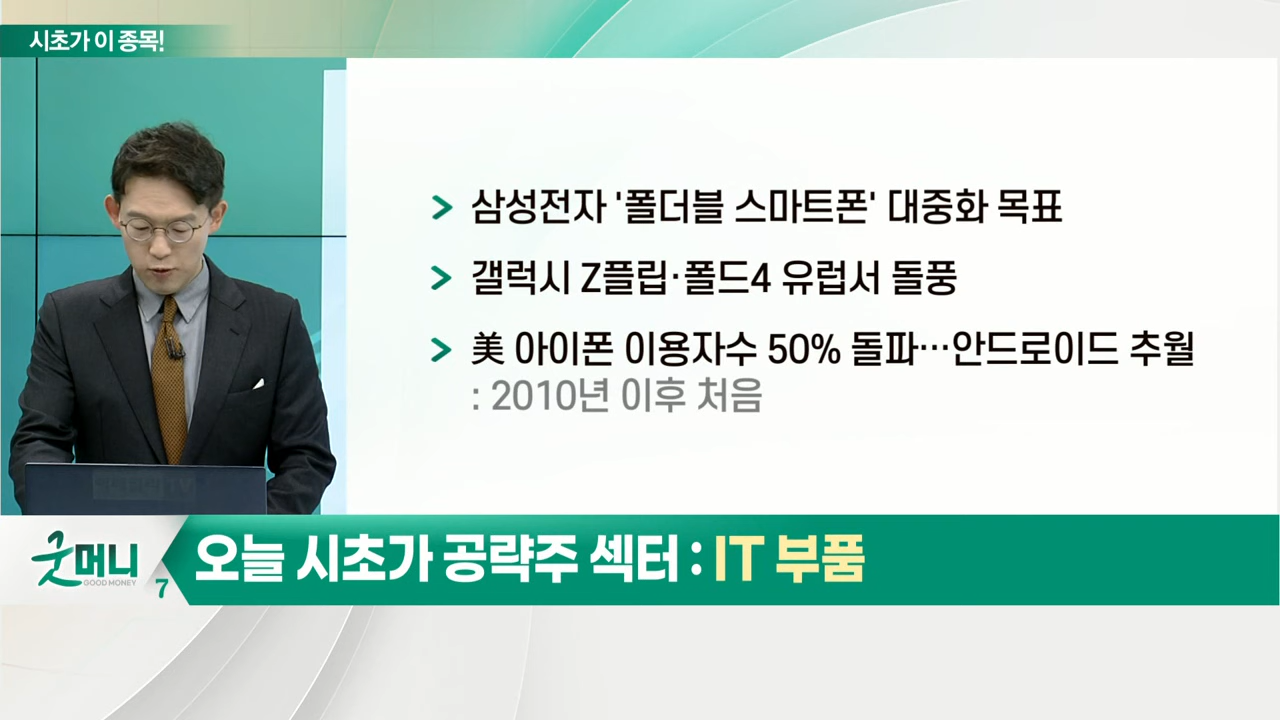 시초가 이 종목!
> 삼성전자 '폴더블 스마트폰' 대중화 목표
> 갤럭시 Z플립·폴드4 유럽서 돌풍
> 美 아이폰 이용자수 50% 돌파…안드로이드 추월
: 2010년 이후 처음
굿머니
GOOD MONEY
7
오늘 시초가 공략주 섹터 : IT 부품